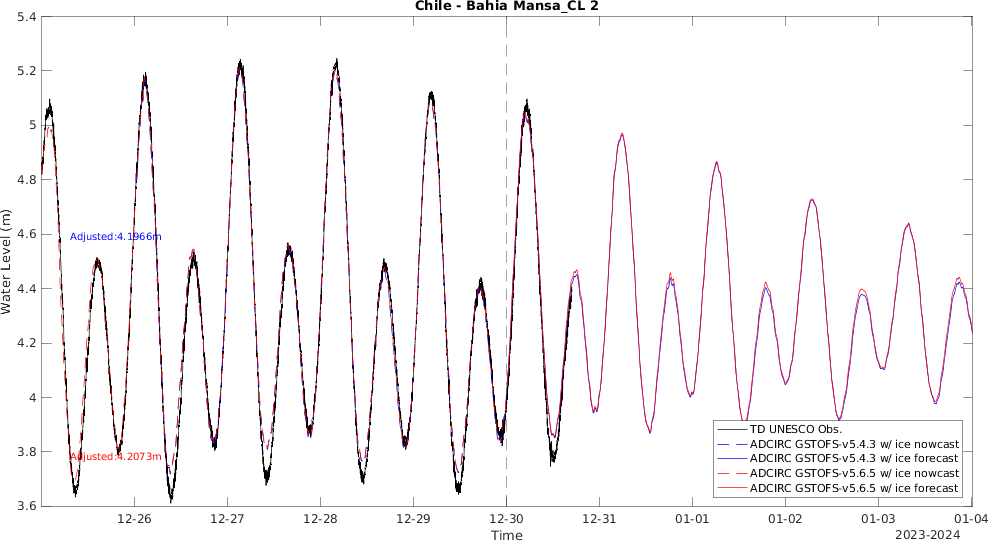 Chile - Bahia Mansa_CL 2
5.4
5.2
5
4.8
4.6
4.4
4.2
4
3.8
3.6
Water Level (m)
Adjusted:4.1966m
Adjusted:4.2073m
TD UNESCO Obs.
ADCIRC GSTOFS-v5.4.3 w/ ice nowcast
ADCIRC GSTOFS-v5.4.3 w/ ice forecast
ADCIRC GSTOFS-v5.6.5 w/ ice nowcast
ADCIRC GSTOFS-v5.6.5 w/ ice forecast
12-26 12-27 12-28 12-29 12-30 12-31 01-01 01-02 01-03 01-04
Time
2023-2024